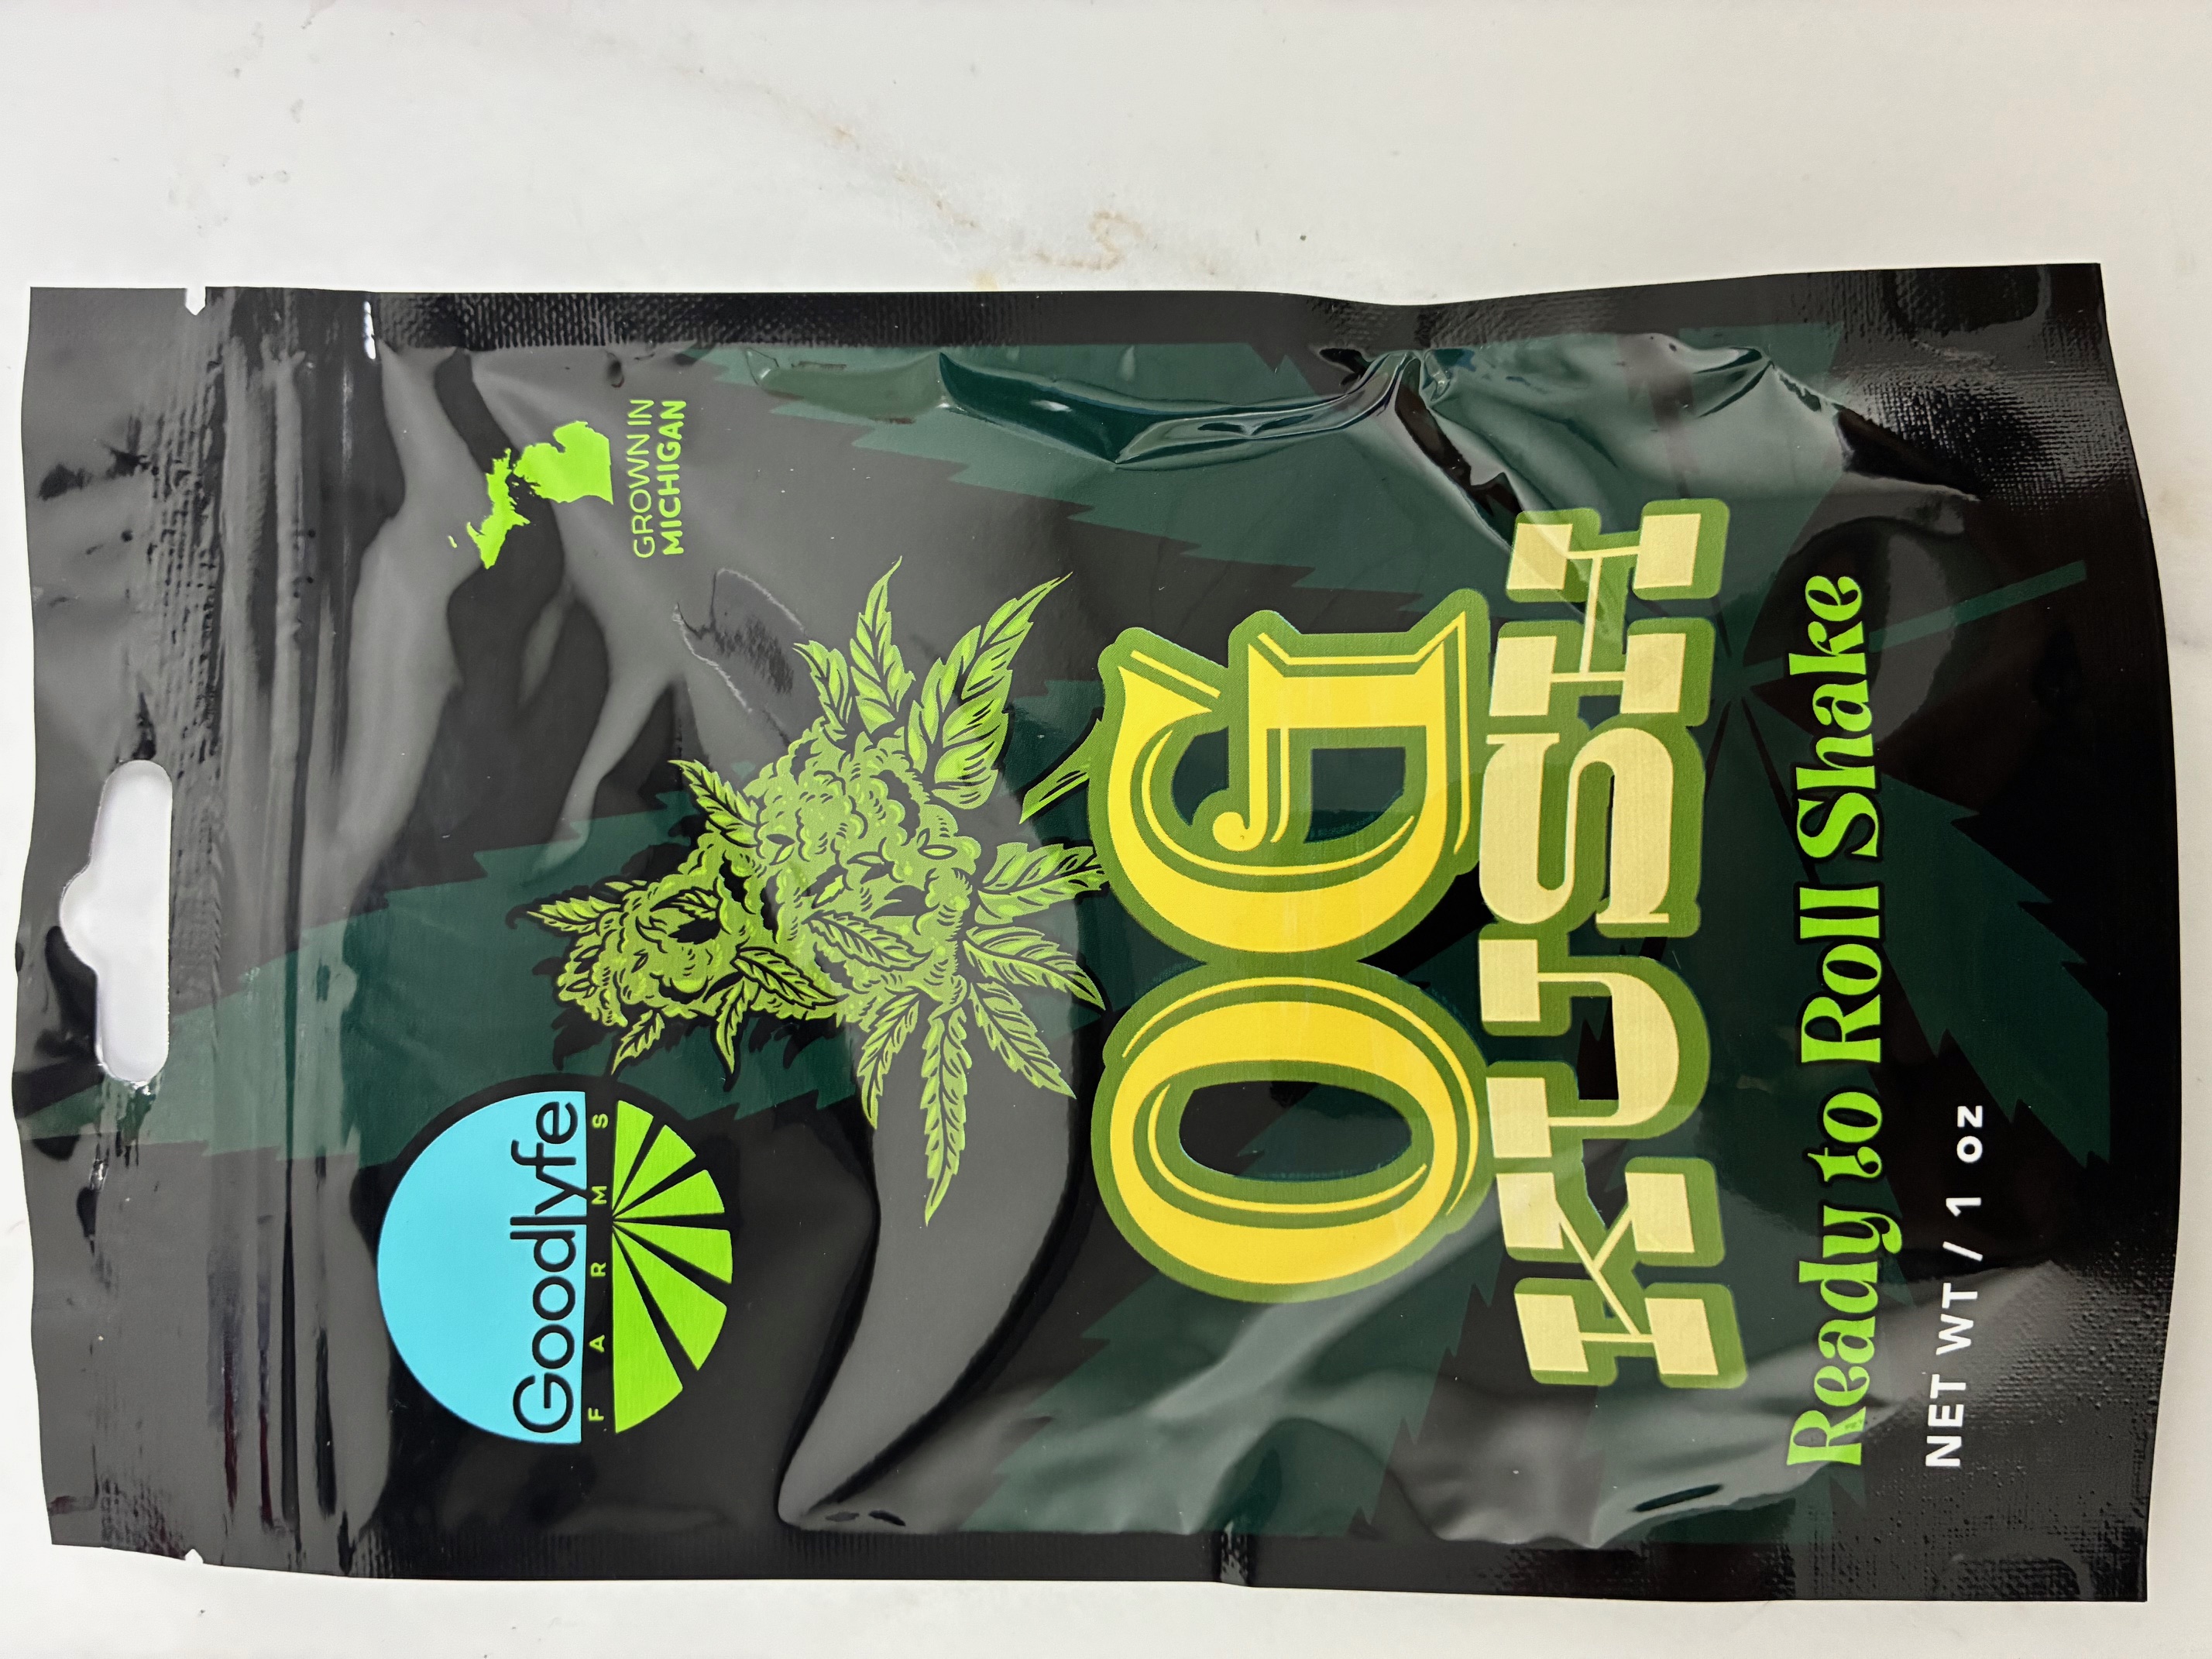 Goodlyfe
FARMS
GROWN IN
MICHIGAN
OG
KUSH
Ready to Roll Shake
NET WT / 1 OZ